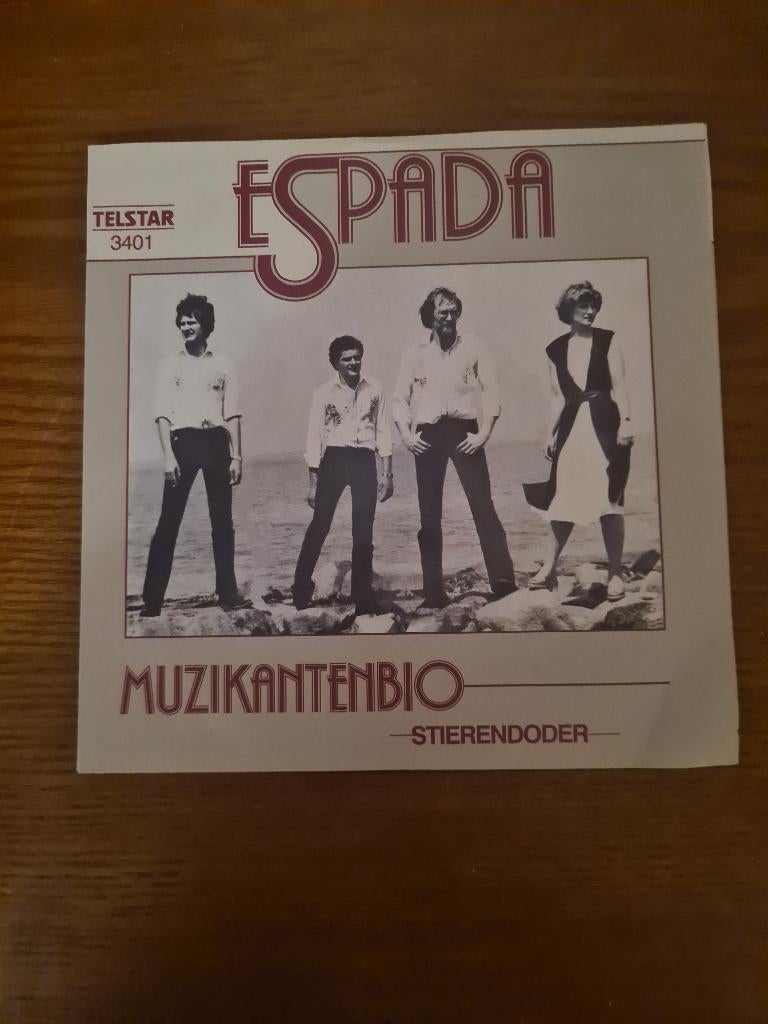 ESPADA
TELSTAR
3401
MUZIKANTENBIO
STIERENDODER